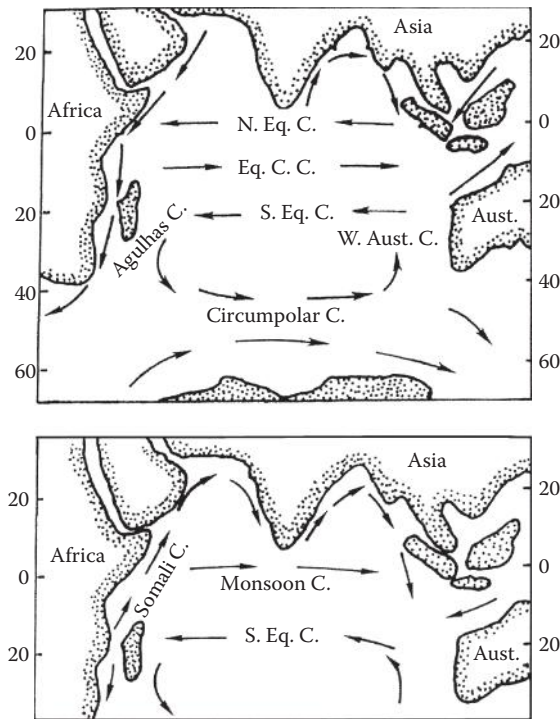 Asia
20
20
Africa
0
N. Eq. C.
0
Eq. C. C.
20
S. Eq. C.
20
Agulhas C.
W. Aust. C.
Aust.
40
40
Circumpolar C.
60
60
Asia
20
20
Africa
Somali C.
0
Monsoon C.
0
S. Eq. C.
20
Aust.
20